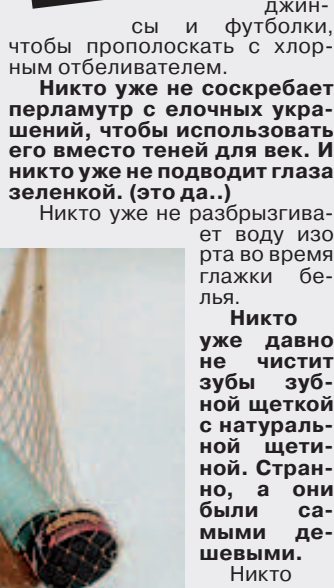 джин-
сы и футболки,
чтобы прополоскать с хлор-
ным отбеливателем.
Никто уже не соскребает
перламутр с елочных укра-
шений, чтобы использовать
его вместо теней для век. И
никто уже не подводит глаза
зеленкой. (это да..)
Никто уже не разбрызгива-
ет воду изо
рта во время
глажки бе-
лья.
Никто
уже давно
не чистит
зубы зуб-
ной щеткой
с натураль-
ной щети-
ной. Стран-
но, а они
были са-
мыми де-
шевыми.
Никто